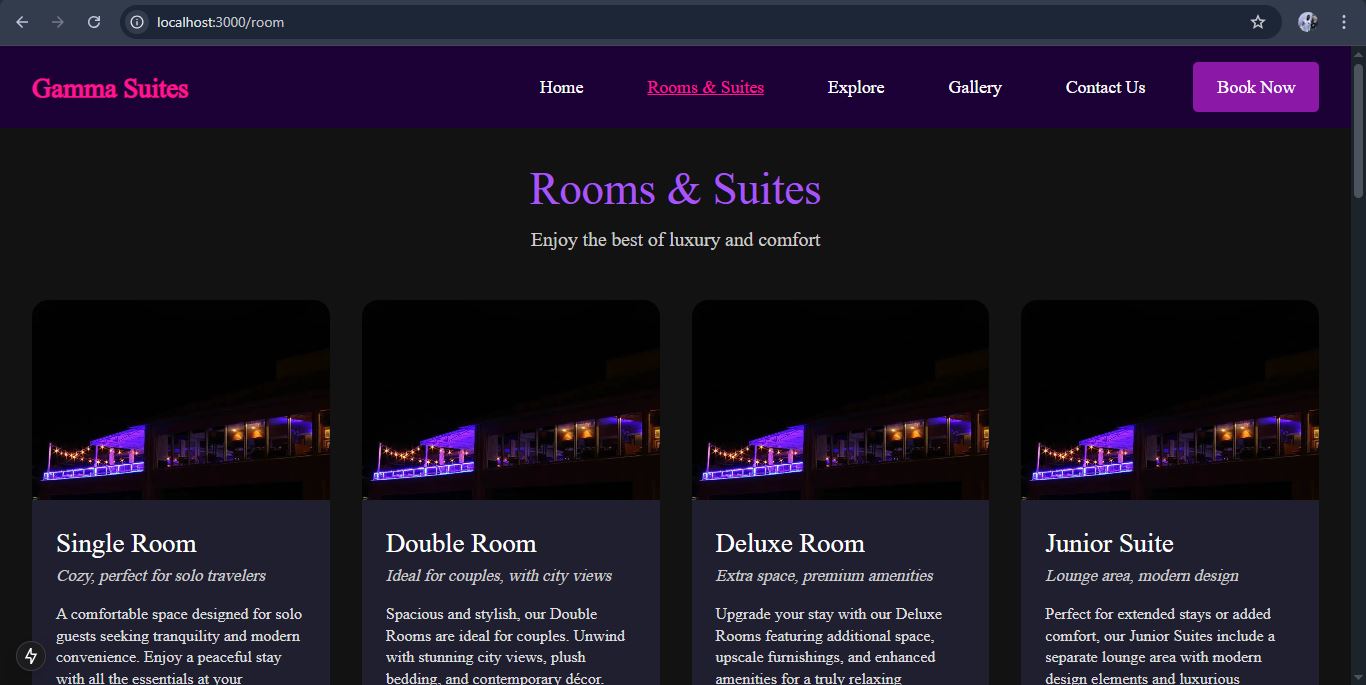 localhost:3000/room
Gamma Suites
Home
Rooms & Suites
Explore
Gallery
Contact Us
Book Now
Rooms & Suites
Enjoy the best of luxury and comfort
Single Room
Cozy, perfect for solo travelers
A comfortable space designed for solo
guests seeking tranquility and modern
convenience. Enjoy a peaceful stay
with all the essentials at your
Double Room
Ideal for couples, with city views
Spacious and stylish, our Double
Rooms are ideal for couples. Unwind
with stunning city views, plush
bedding, and contemporary décor.
Deluxe Room
Extra space, premium amenities
Upgrade your stay with our Deluxe
Rooms featuring additional space,
upscale furnishings, and enhanced
amenities for a truly relaxing
Junior Suite
Lounge area, modern design
Perfect for extended stays or added
comfort, our Junior Suites include a
separate lounge area with modern
design elements and luxurious